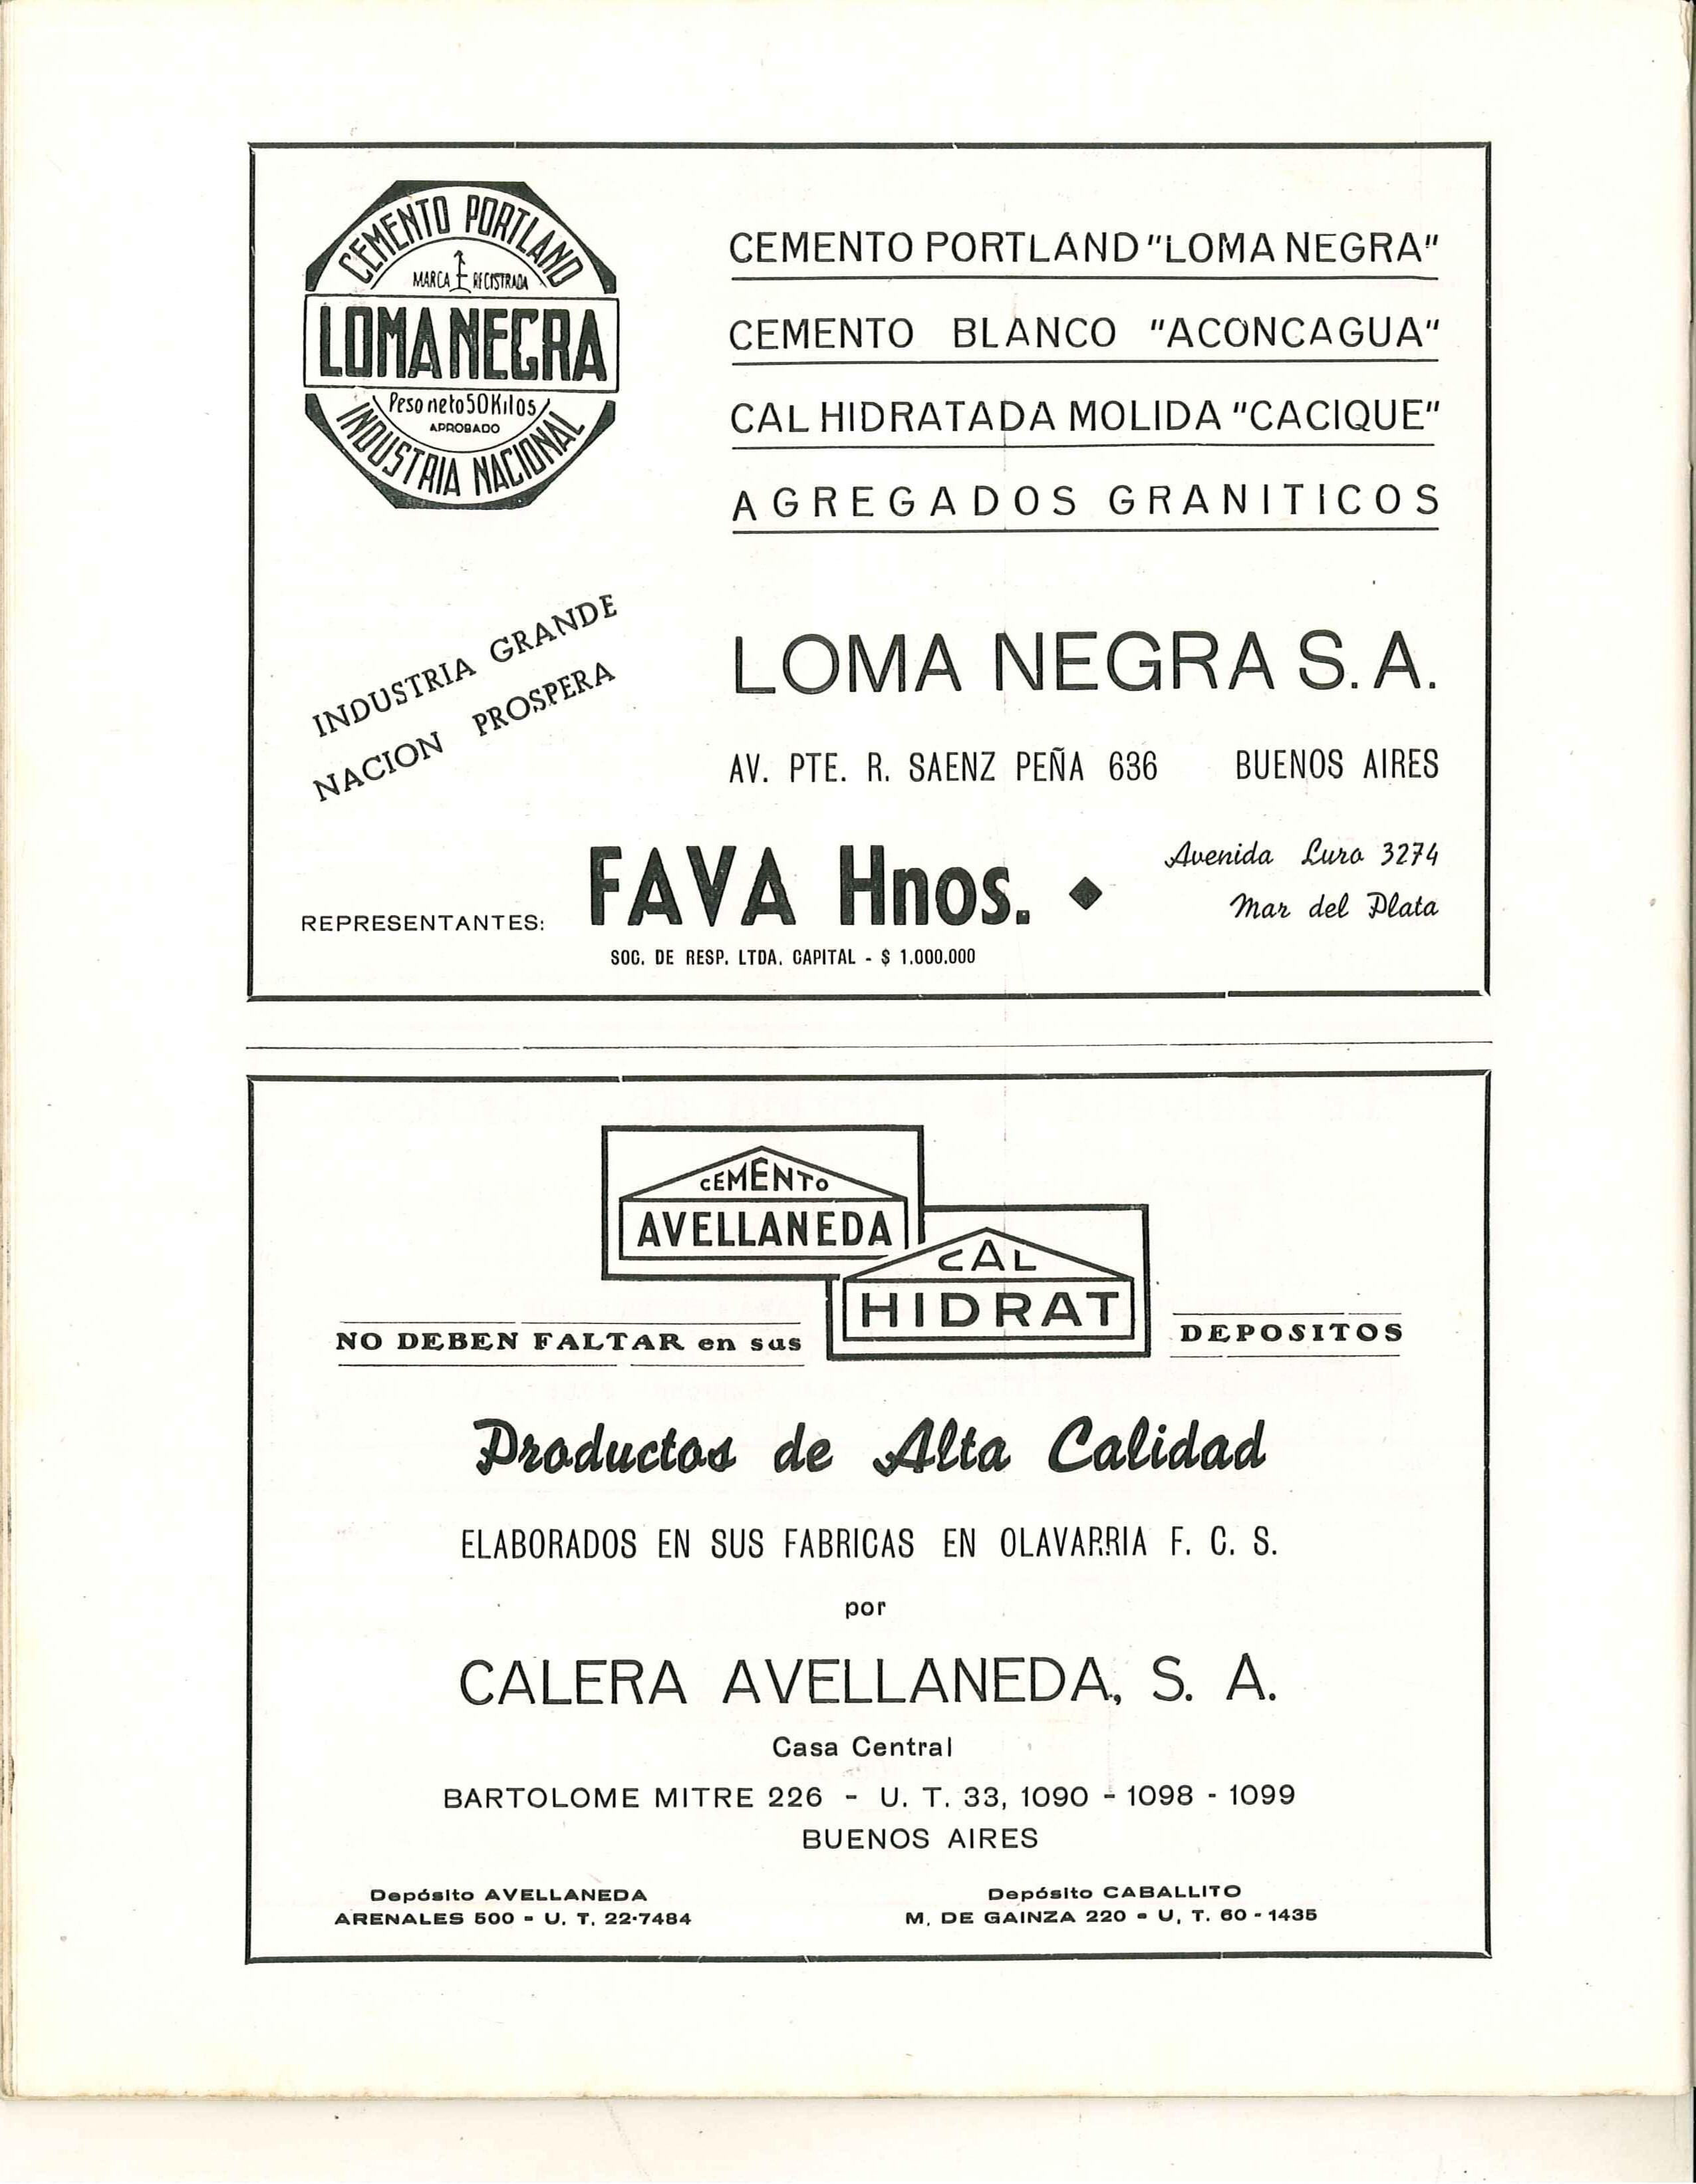 CEMENTO PORTLAND
MARCA REGISTRADA
LOMA NEGRA
Peso neto 50 Kilos
APROBADO
INDUSTRIA NACIONAL
CEMENTO PORTLAND "LOMA NEGRA"
CEMENTO BLANCO "ACONCAGUA"
CAL HIDRATADA MOLIDA "CACIQUE"
AGREGADOS GRANITICOS
INDUSTRIA GRANDE
NACION PROSPERA
LOMA NEGRA S. A.
AV. PTE. R. SAENZ PEÑA 636 BUENOS AIRES
REPRESENTANTES: FAVA Hnos. ◆
SOC. DE RESP. LTDA. CAPITAL - $ 1.000.000
Avenida Luro 3274
Mar del Plata
CEMENTO
AVELLANEDA
CAL
HIDRAT
NO DEBEN FALTAR en sus DEPOSITOS
Productos de Alta Calidad
ELABORADOS EN SUS FABRICAS EN OLAVARRIA F. C. S.
por
CALERA AVELLANEDA, S. A.
Casa Central
BARTOLOME MITRE 226 - U. T. 33, 1090 - 1098 - 1099
BUENOS AIRES
Depósito AVELLANEDA
ARENALES 500 - U. T. 22-7484
Depósito CABALLITO
M. DE GAINZA 220 - U. T. 60 - 1435